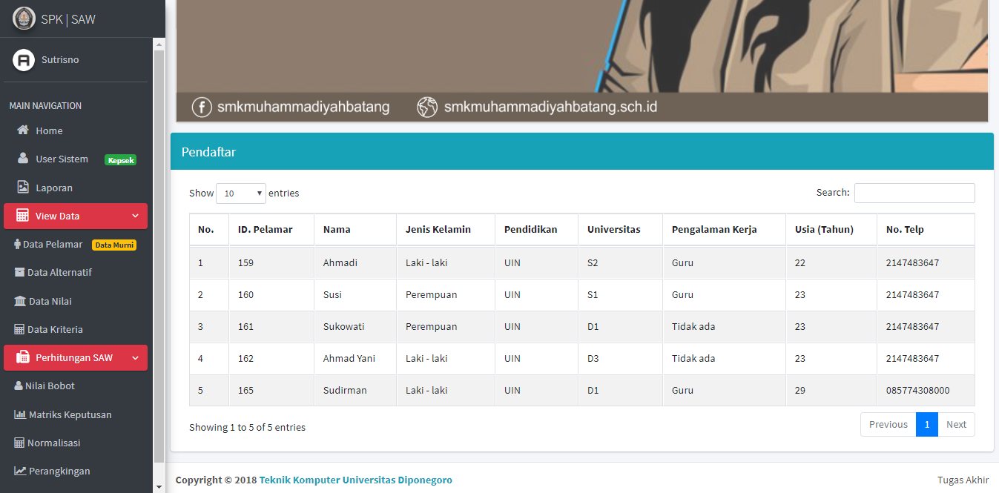 SPK | SAW
Sutrisno
MAIN NAVIGATION
Home
User Sistem Kepsek
Laporan
View Data
Data Pelamar Data Murni
Data Alternatif
Data Nilai
Data Kriteria
Perhitungan SAW
Nilai Bobot
Matriks Keputusan
Normalisasi
Perangkingan
smkmuhammadiyahbatang smkmuhammadiyahbatang.sch.id
Pendaftar
Show 10 entries Search:
No. ID. Pelamar Nama Jenis Kelamin Pendidikan Universitas Pengalaman Kerja Usia (Tahun) No. Telp
1 159 Ahmadi Laki - laki UIN S2 Guru 22 2147483647
2 160 Susi Perempuan UIN S1 Guru 23 2147483647
3 161 Sukowati Perempuan UIN D1 Tidak ada 23 2147483647
4 162 Ahmad Yani Laki - laki UIN D3 Tidak ada 23 2147483647
5 165 Sudirman Laki - laki UIN D1 Guru 29 085774308000
Showing 1 to 5 of 5 entries Previous 1 Next
Copyright © 2018 Teknik Komputer Universitas Diponegoro Tugas Akhir